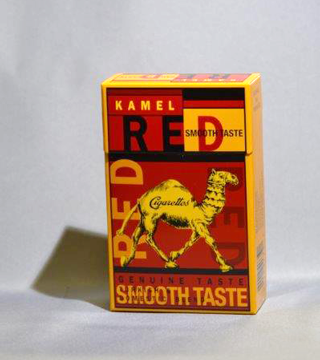 KAMEL
RED
SMOOTH TASTE
RED
Cigarettes
RED
GENUINE TASTE
SMOOTH TASTE